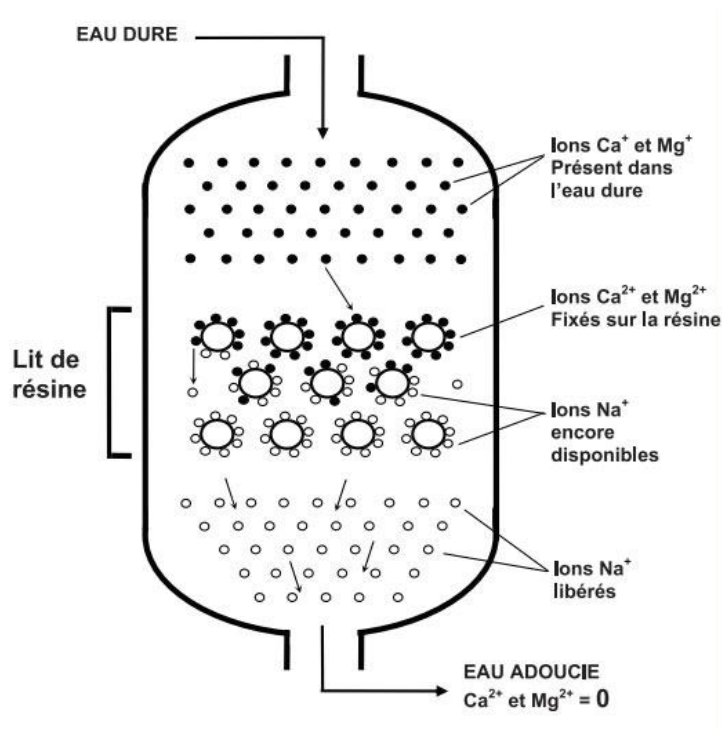 EAU DURE
Ions Ca⁺ et Mg⁺
Présent dans
l'eau dure
Ions Ca²⁺ et Mg²⁺
Fixés sur la résine
Lit de
résine
Ions Na⁺
encore
disponibles
Ions Na⁺
libérés
EAU ADOUCIE
Ca²⁺ et Mg²⁺ = 0